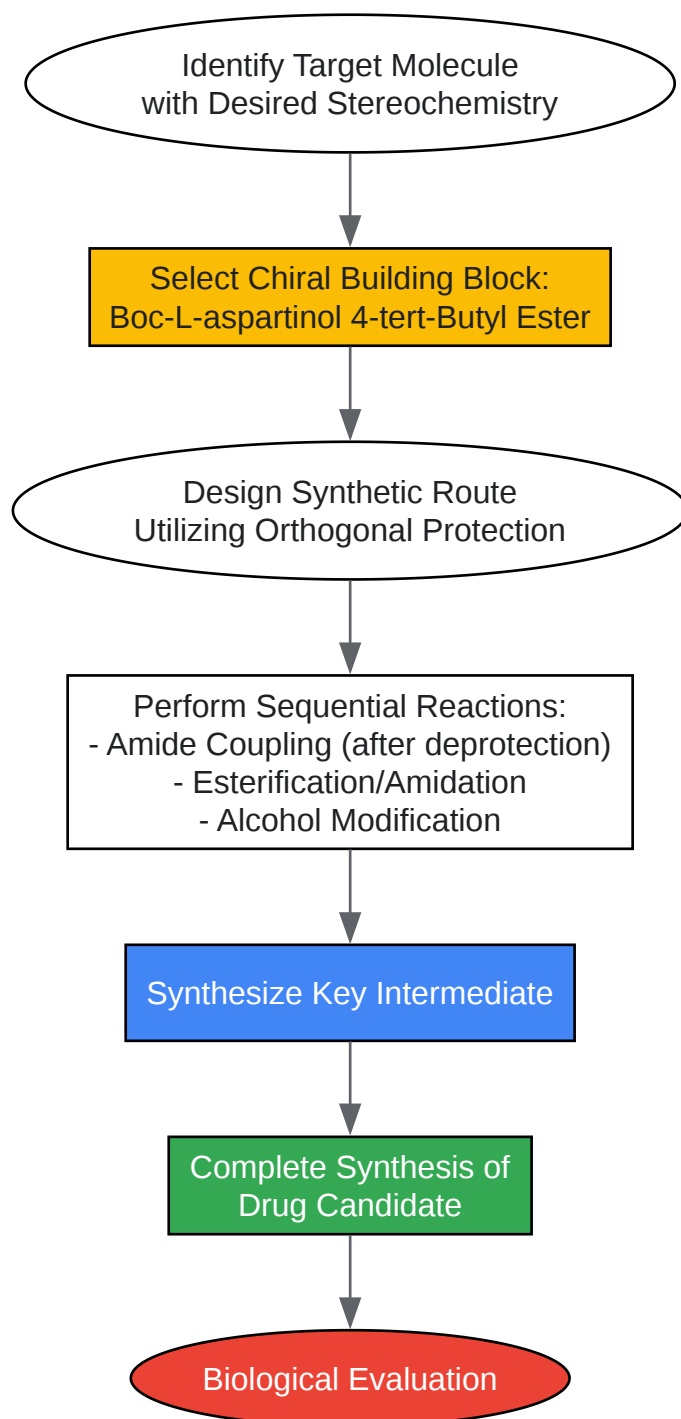 Identify Target Molecule
with Desired Stereochemistry
Select Chiral Building Block:
Boc-L-aspartinol 4-tert-Butyl Ester
Design Synthetic Route
Utilizing Orthogonal Protection
Perform Sequential Reactions:
- Amide Coupling (after deprotection)
- Esterification/Amidation
- Alcohol Modification
Synthesize Key Intermediate
Complete Synthesis of
Drug Candidate
Biological Evaluation